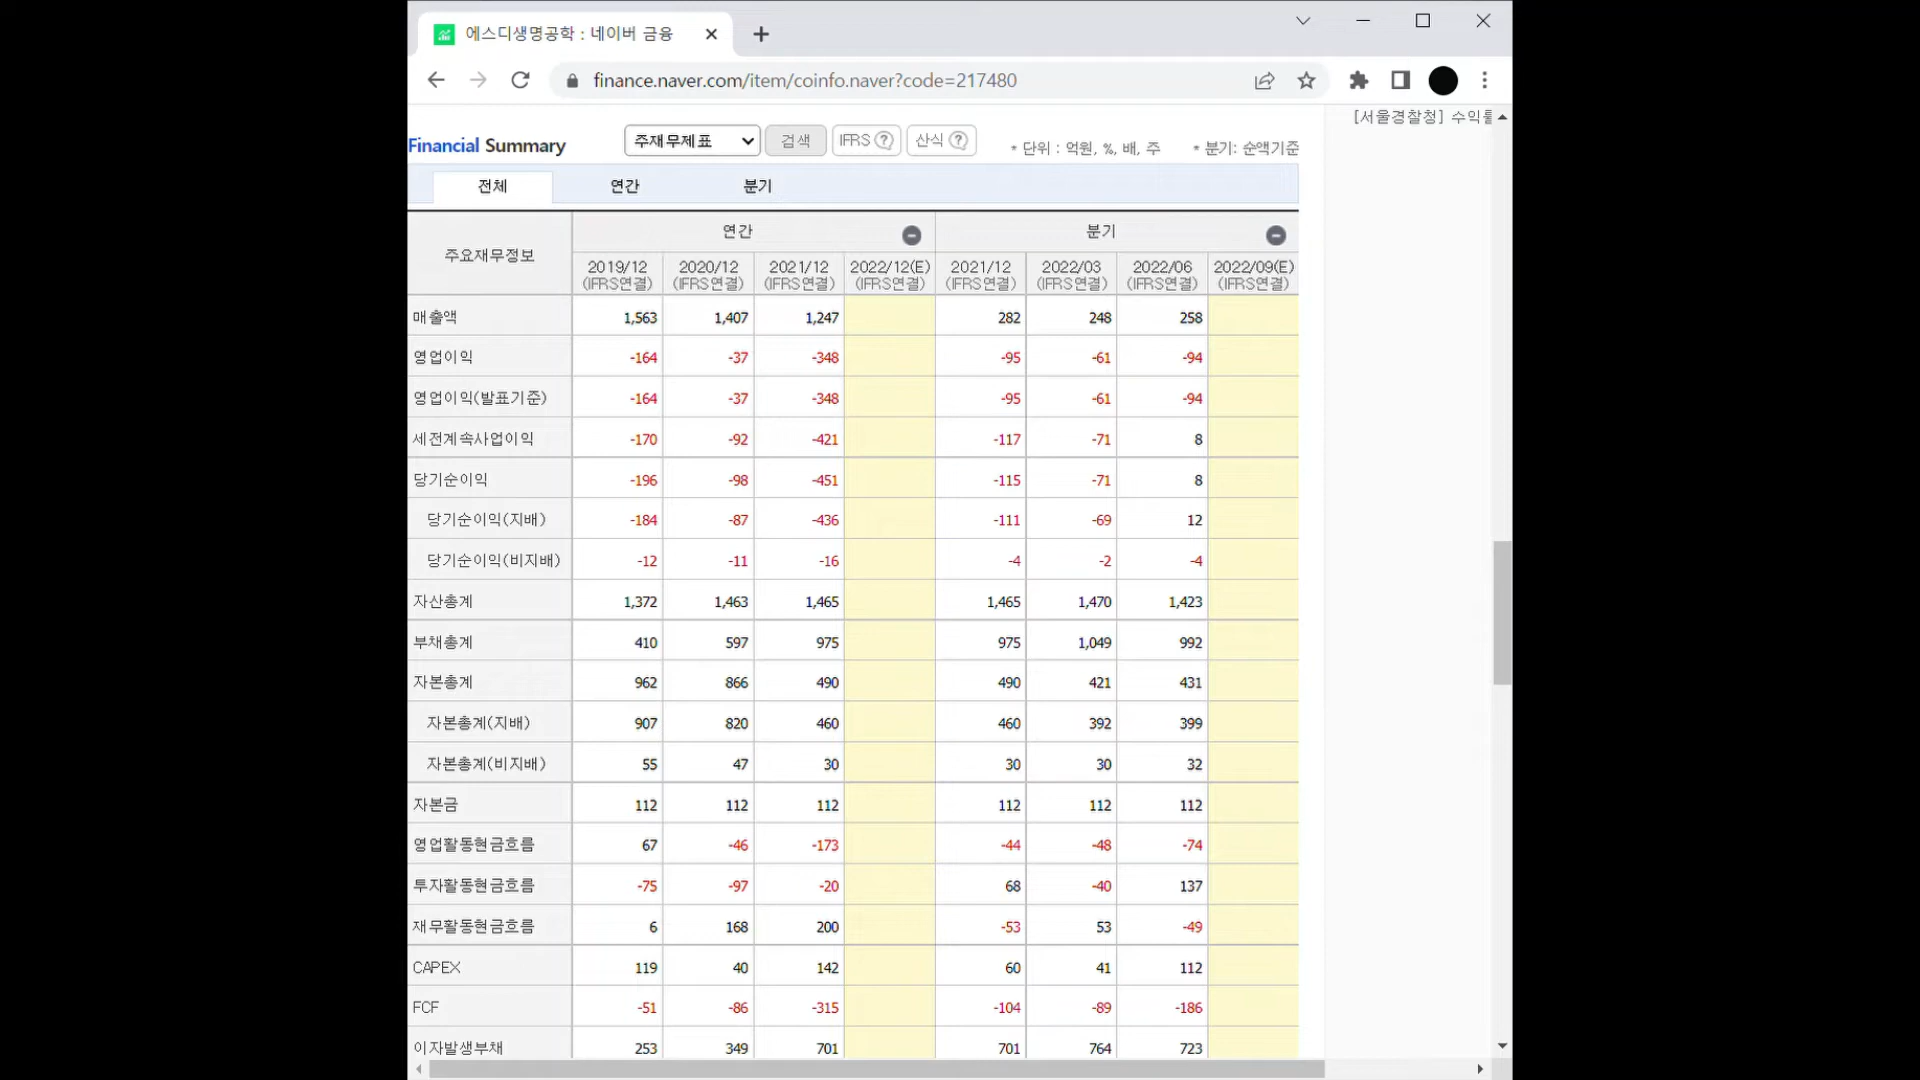 에스디생명공학 : 네이버 금융
finance.naver.com/item/coinfo.naver?code=217480
[서울경찰청] 수익률
Financial Summary 주재무제표 검색 IFRS ? 산식 ? * 단위 : 억원, %, 배, 주 * 분기: 순액기준
전체 연간 분기
주요재무정보 연간 분기
2019/12 2020/12 2021/12 2022/12(E) 2021/12 2022/03 2022/06 2022/09(E)
(IFRS연결) (IFRS연결) (IFRS연결) (IFRS연결) (IFRS연결) (IFRS연결) (IFRS연결) (IFRS연결)
매출액 1,563 1,407 1,247 282 248 258
영업이익 -164 -37 -348 -95 -61 -94
영업이익(발표기준) -164 -37 -348 -95 -61 -94
세전계속사업이익 -170 -92 -421 -117 -71 8
당기순이익 -196 -98 -451 -115 -71 8
당기순이익(지배) -184 -87 -436 -111 -69 12
당기순이익(비지배) -12 -11 -16 -4 -2 -4
자산총계 1,372 1,463 1,465 1,465 1,470 1,423
부채총계 410 597 975 975 1,049 992
자본총계 962 866 490 490 421 431
자본총계(지배) 907 820 460 460 392 399
자본총계(비지배) 55 47 30 30 30 32
자본금 112 112 112 112 112 112
영업활동현금흐름 67 -46 -173 -44 -48 -74
투자활동현금흐름 -75 -97 -20 68 -40 137
재무활동현금흐름 6 168 200 -53 53 -49
CAPEX 119 40 142 60 41 112
FCF -51 -86 -315 -104 -89 -186
이자발생부채 253 349 701 701 764 723